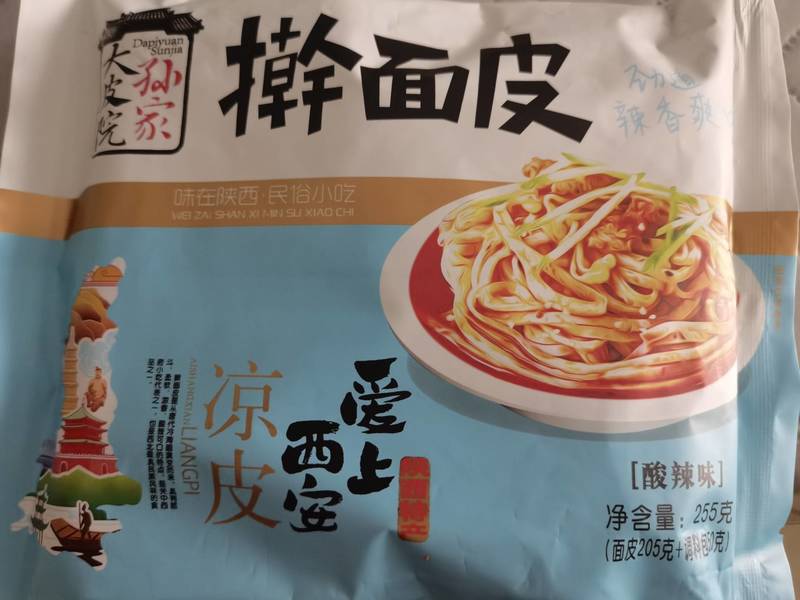 Dapiyuan
Sunjia
大皮院
孙家
擀面皮
劲道
辣香爽口
味在陕西·民俗小吃
WEI ZAI SHAN XI MIN SU XIAO CHI
爱上
西安
凉皮
AISHANGXIAN LIANGPI
[酸辣味]
净含量：255克
(面皮205克+调料包50克)